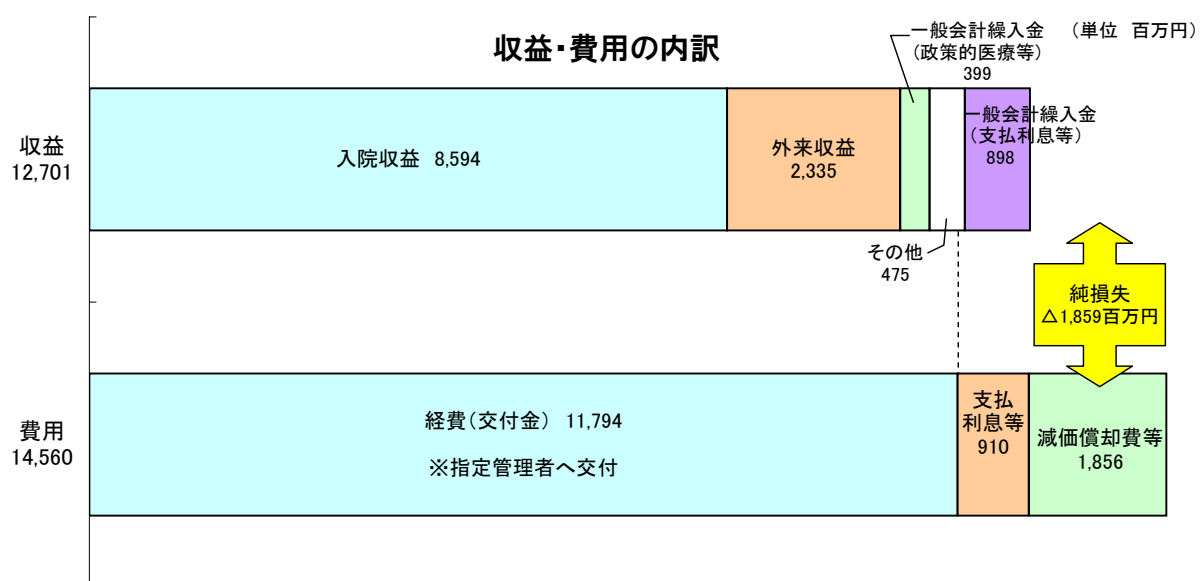 収益・費用の内訳
一般会計繰入金
(政策的医療等)
399
(単位 百万円)
収益
12,701
入院収益 8,594
外来収益
2,335
一般会計繰入金
(支払利息等)
898
その他
475
純損失
△1,859百万円
費用
14,560
経費(交付金) 11,794
※指定管理者へ交付
支払
利息等
910
減価償却費等
1,856